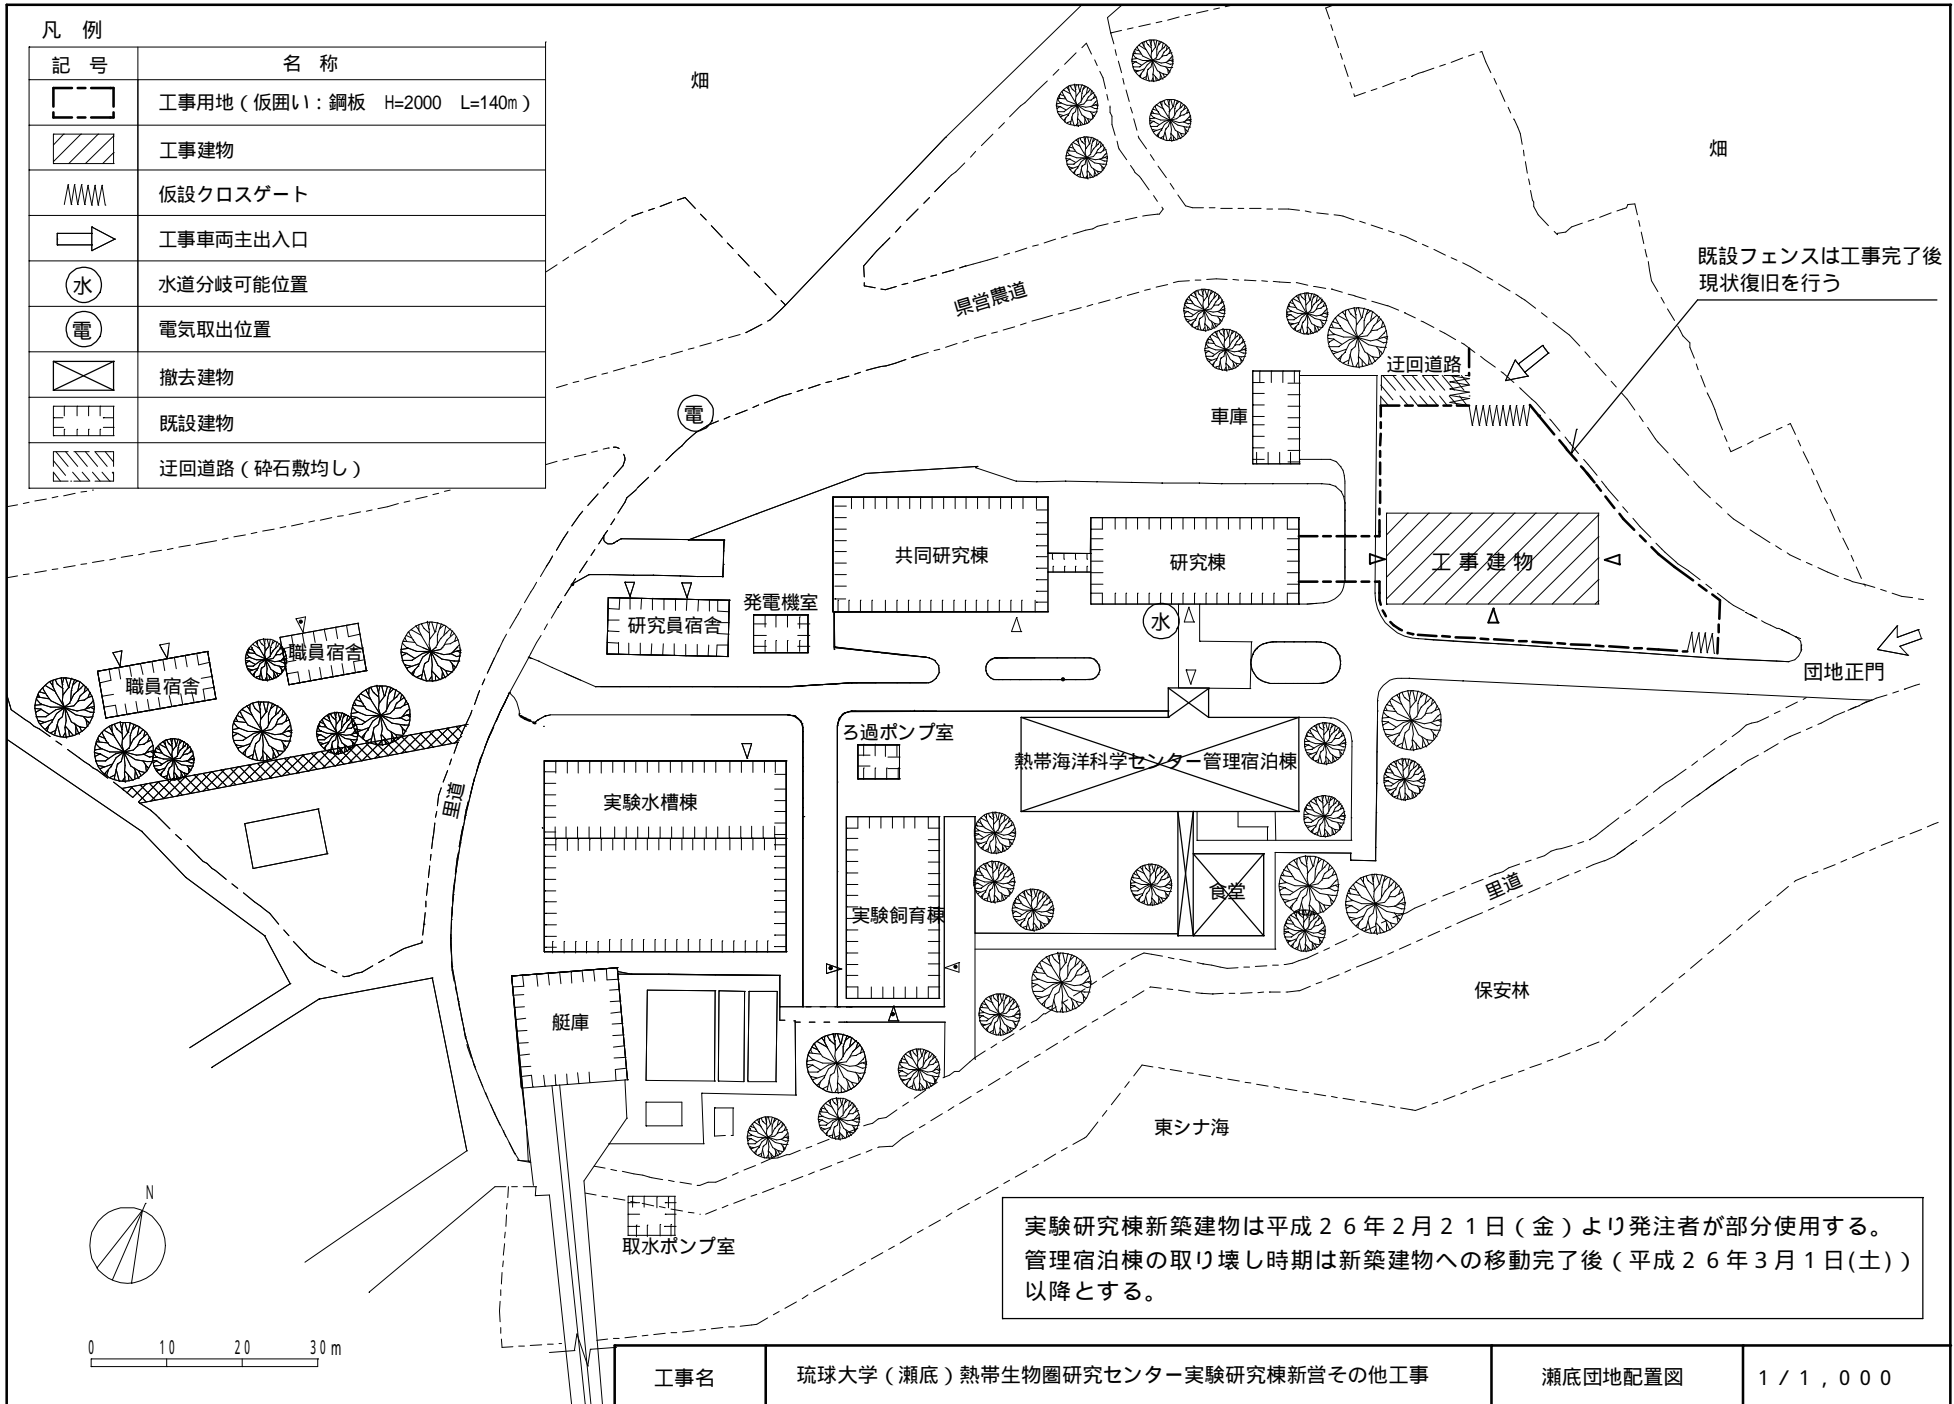 凡 例
記 号 名 称
工事用地（仮囲い：鋼板 H=2000 L=140m）
工事建物
仮設クロスゲート
工事車両主出入口
水 水道分岐可能位置
電 電気取出位置
撤去建物
既設建物
迂回道路（砕石敷均し）
畑
畑
既設フェンスは工事完了後
現状復旧を行う
県営農道
迂回道路
電
車庫
共同研究棟
研究棟
工事建物
発電機室
水
研究員宿舎
職員宿舎
職員宿舎
団地正門
ろ過ポンプ室
熱帯海洋科学センター管理宿泊棟
里道
実験水槽棟
食堂
里道
実験飼育棟
保安林
艇庫
東シナ海
N
取水ポンプ室
実験研究棟新築建物は平成２６年２月２１日（金）より発注者が部分使用する。
管理宿泊棟の取り壊し時期は新築建物への移動完了後（平成２６年３月１日(土)）
以降とする。
0 10 20 30m
工事名 琉球大学（瀬底）熱帯生物圏研究センター実験研究棟新営その他工事 瀬底団地配置図 1/1,000